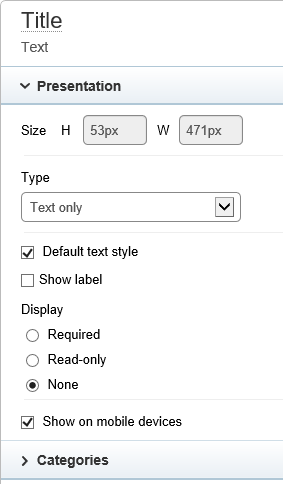 Title
Text
Presentation
Size H 53px W 471px
Type
Text only
Default text style
Show label
Display
Required
Read-only
None
Show on mobile devices
Categories